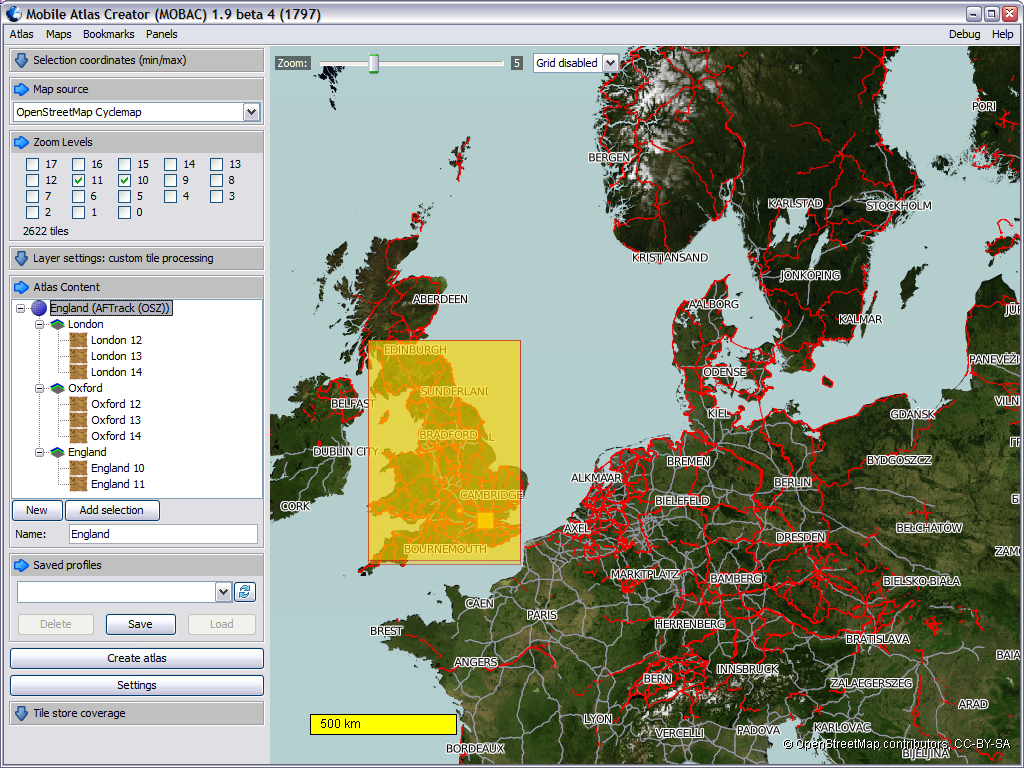 Mobile Atlas Creator (MOBAC) 1.9 beta 4 (1797)
Atlas Maps Bookmarks Panels Debug Help
Selection coordinates (min/max)
Map source
OpenStreetMap Cyclemap
Zoom Levels
17 16 15 14 13
12 11 10 9 8
7 6 5 4 3
2 1 0
2622 tiles
Layer settings: custom tile processing
Atlas Content
England (AFTrack (OSZ))
London
London 12
London 13
London 14
Oxford
Oxford 12
Oxford 13
Oxford 14
England
England 10
England 11
New Add selection
Name: England
Saved profiles
Delete Save Load
Create atlas
Settings
Tile store coverage
Zoom: 5 Grid disabled
PORI
BERGEN
KARLSTAD
STOCKHOLM
KRISTIANSAND
JÖNKÖPING
ABERDEEN
AALBORG
KALMAR
EDINBURGH
PANEVĖŽI
ODENSE
SUNDERLAND
BELFAST
KIEL
GDAŃSK
VILN
BRADFORD
DUBLIN CITY
BREMEN
BYDGOSZCZ
ALKMAAR
BERLIN
CAMBRIDGE
BIELEFELD
CORK
AXEL
BEŁCHATÓW
DRESDEN
BOURNEMOUTH
ZAMO
MARKTPLATZ
BAMBERG
BIELSKO-BIAŁA
CAEN
PARIS
HERRENBERG
BREST
BRATISLAVA
BAIA
ANGERS
INNSBRUCK
BERN
ZALAEGERSZEG
ARAD
500 km
LYON
VERCELLI
PADOVA
KARLOVAC
BORDEAUX
© OpenStreetMap contributors, CC-BY-SA
BIJELJINA